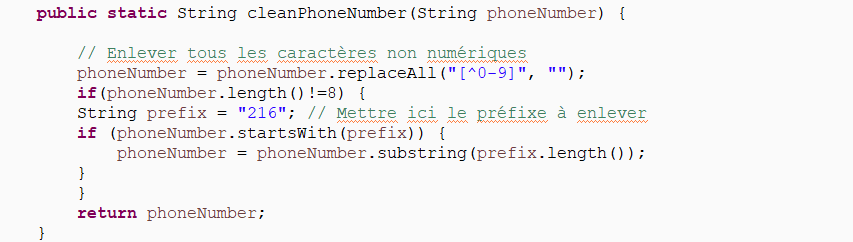 public static String cleanPhoneNumber(String phoneNumber) {
// Enlever tous les caractères non numériques
phoneNumber = phoneNumber.replaceAll("[^0-9]", "");
if(phoneNumber.length()!=8) {
String prefix = "216"; // Mettre ici le préfixe à enlever
if (phoneNumber.startsWith(prefix)) {
phoneNumber = phoneNumber.substring(prefix.length());
}
}
return phoneNumber;
}